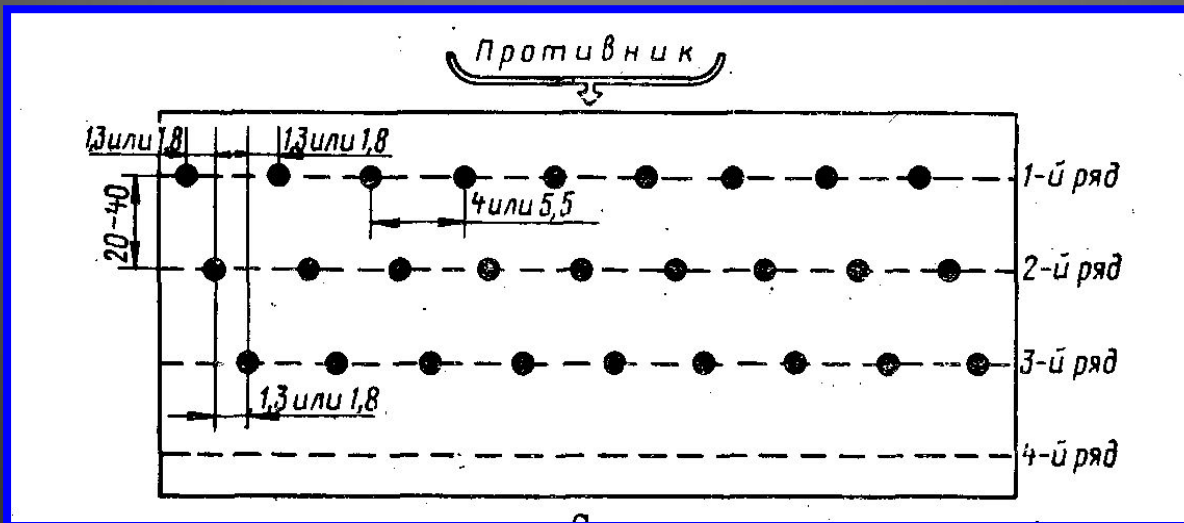 Противник
1,3 или 1,8
1,3 или 1,8
1-й ряд
4 или 5,5
20-40
2-й ряд
3-й ряд
1,3 или 1,8
4-й ряд